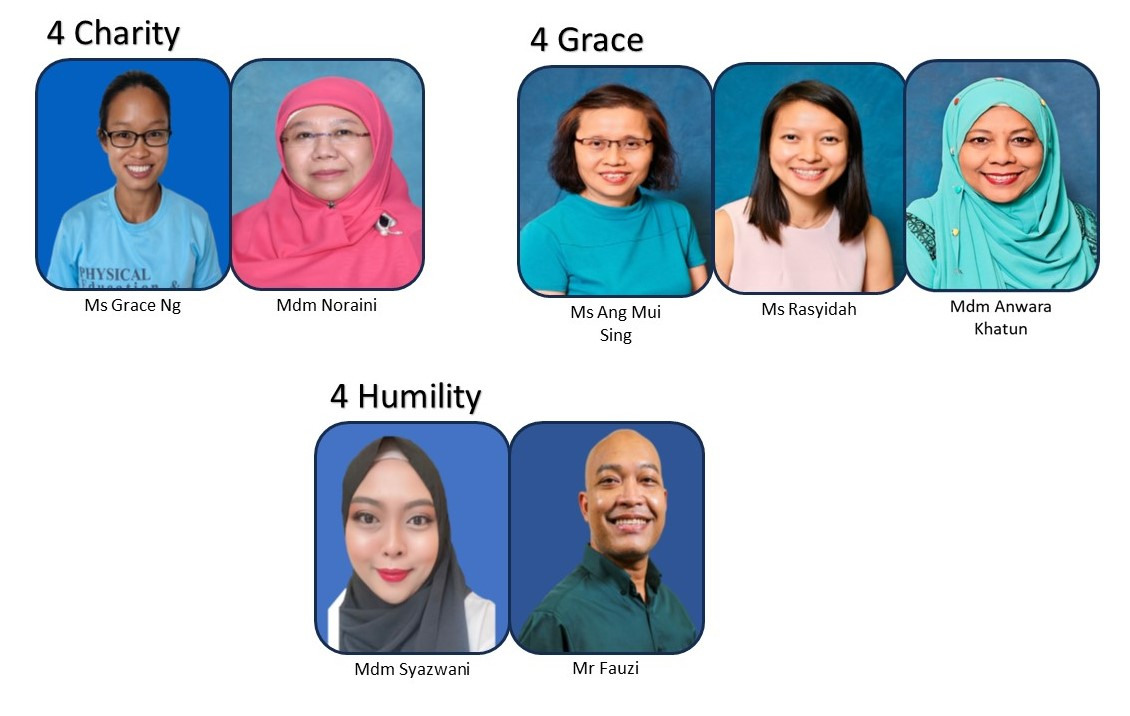 4 Charity
4 Grace
PHYSICAL
Education &
Ms Grace Ng
Mdm Noraini
Ms Ang Mui
Sing
Ms Rasyidah
Mdm Anwara
Khatun
4 Humility
Mdm Syazwani
Mr Fauzi